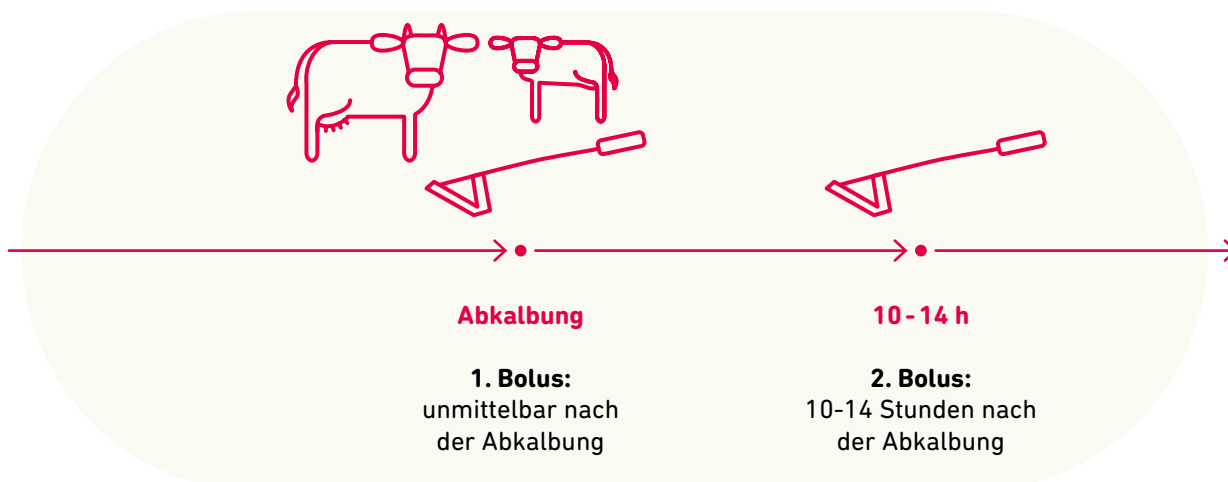 Abkalbung
10-14 h
1. Bolus:
unmittelbar nach
der Abkalbung
2. Bolus:
10-14 Stunden nach
der Abkalbung